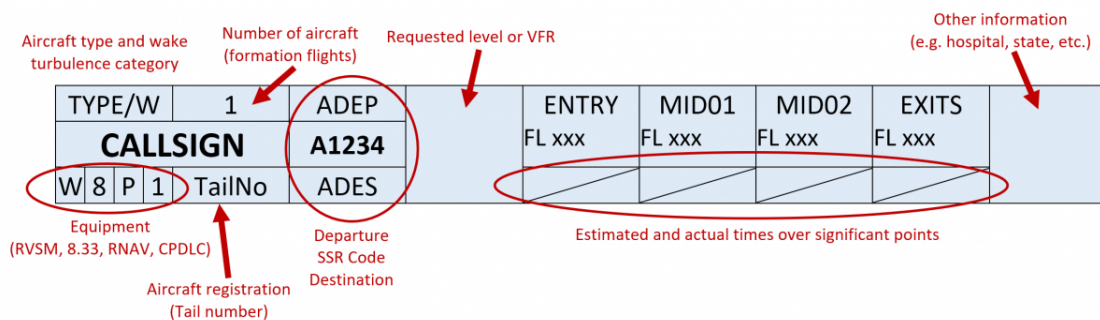 Aircraft type and wake
turbulence category
Number of aircraft
(formation flights)
Requested level or VFR
Other information
(e.g. hospital, state, etc.)
TYPE/W 1 ADEP ENTRY MID01 MID02 EXITS
FL xxx FL xxx FL xxx FL xxx
CALLSIGN A1234
W 8 P 1 TailNo ADES
Equipment
(RVSM, 8.33, RNAV, CPDLC)
Aircraft registration
(Tail number)
Departure
SSR Code
Destination
Estimated and actual times over significant points